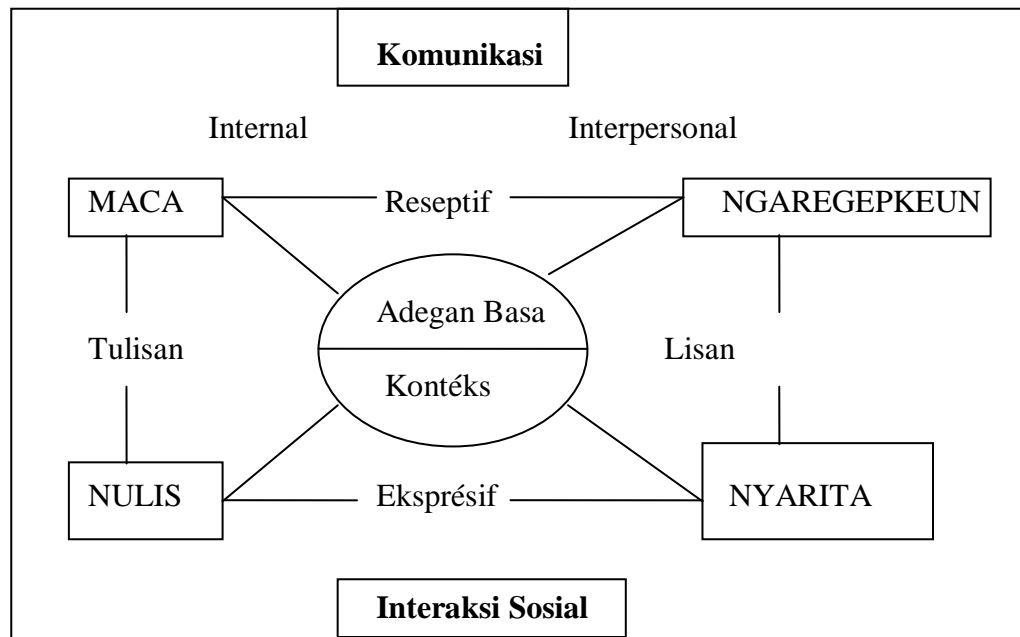 Komunikasi
Internal Interpersonal
MACA Reseptif NGAREGEPKEUN
Adegan Basa
Tulisan Lisan
Kontéks
NULIS Eksprésif NYARITA
Interaksi Sosial